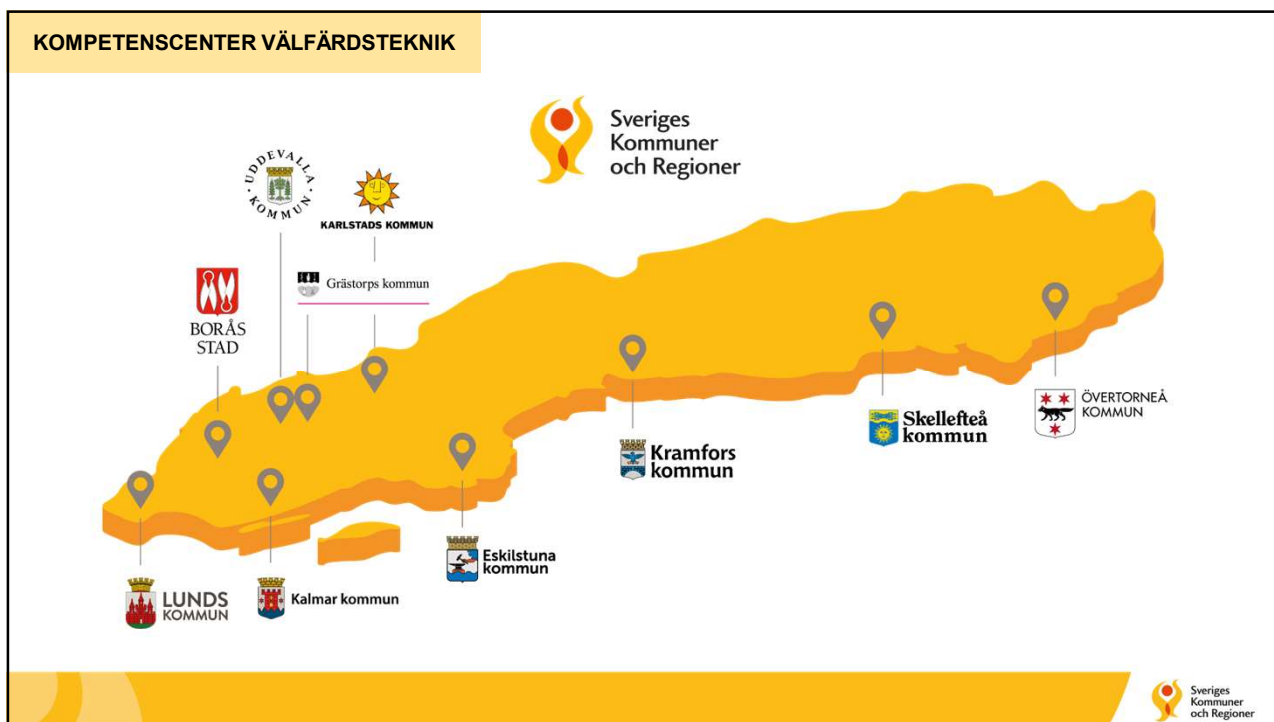 KOMPETENSCENTER VÄLFÄRDSTEKNIK
Sveriges
Kommuner
och Regioner
UDDEVALLA
KOMMUN
KARLSTADS KOMMUN
Grästorps kommun
BORÅS
STAD
Skellefteå
kommun
ÖVERTORNEÅ
KOMMUN
Kramfors
kommun
Eskilstuna
kommun
LUNDS
KOMMUN
Kalmar kommun
Sveriges
Kommuner
och Regioner